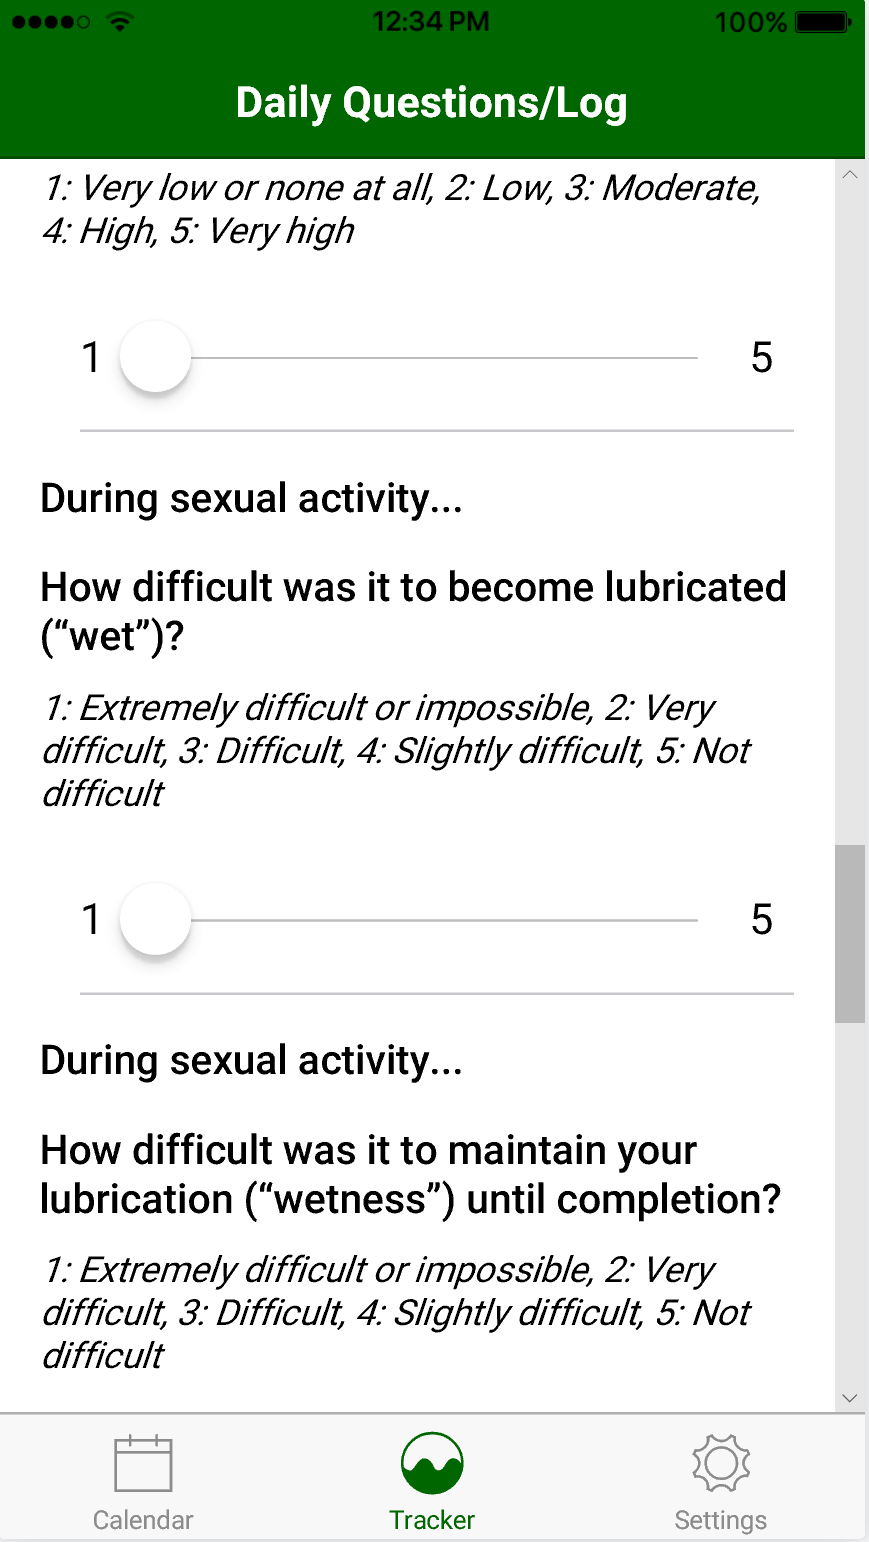 12:34 PM
100%
Daily Questions/Log
1: Very low or none at all, 2: Low, 3: Moderate,
4: High, 5: Very high
1 5
During sexual activity...
How difficult was it to become lubricated
(“wet”)?
1: Extremely difficult or impossible, 2: Very
difficult, 3: Difficult, 4: Slightly difficult, 5: Not
difficult
1 5
During sexual activity...
How difficult was it to maintain your
lubrication (“wetness”) until completion?
1: Extremely difficult or impossible, 2: Very
difficult, 3: Difficult, 4: Slightly difficult, 5: Not
difficult
Calendar
Tracker
Settings